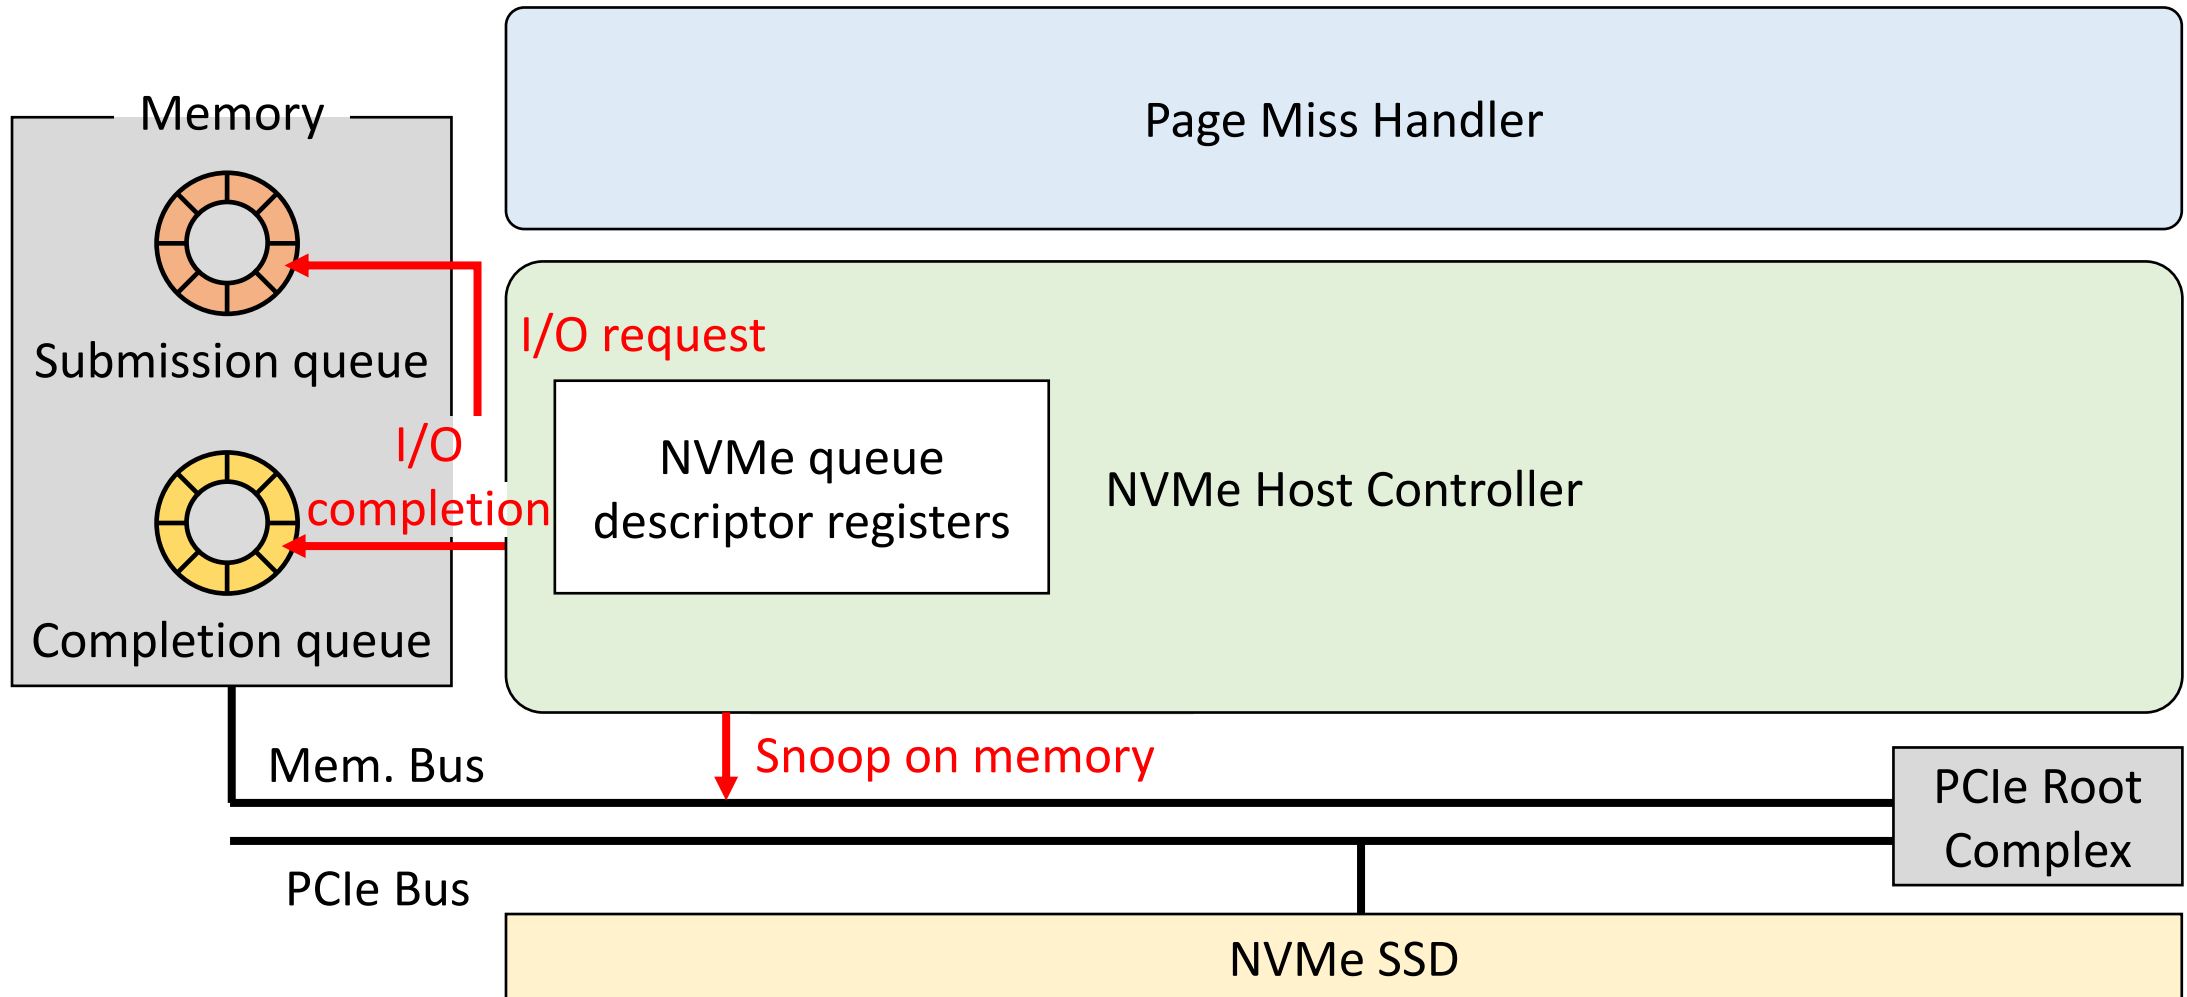 Page Miss Handler
Memory
Submission queue
I/O request
I/O
completion
NVMe queue
descriptor registers
NVMe Host Controller
Completion queue
Mem. Bus
Snoop on memory
PCIe Root
Complex
PCIe Bus
NVMe SSD